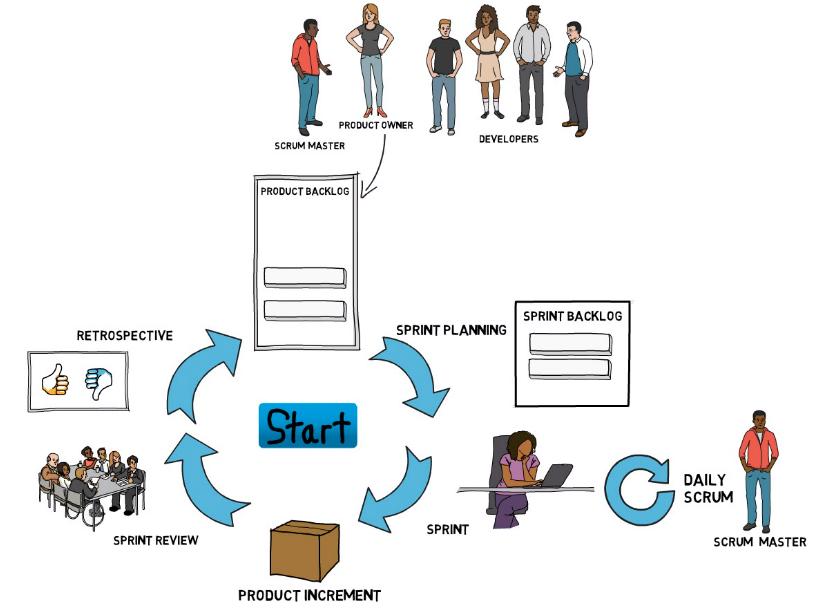 PRODUCT OWNER
SCRUM MASTER
DEVELOPERS
PRODUCT BACKLOG
SPRINT BACKLOG
SPRINT PLANNING
RETROSPECTIVE
Start
DAILY
SCRUM
SPRINT
SPRINT REVIEW
SCRUM MASTER
PRODUCT INCREMENT